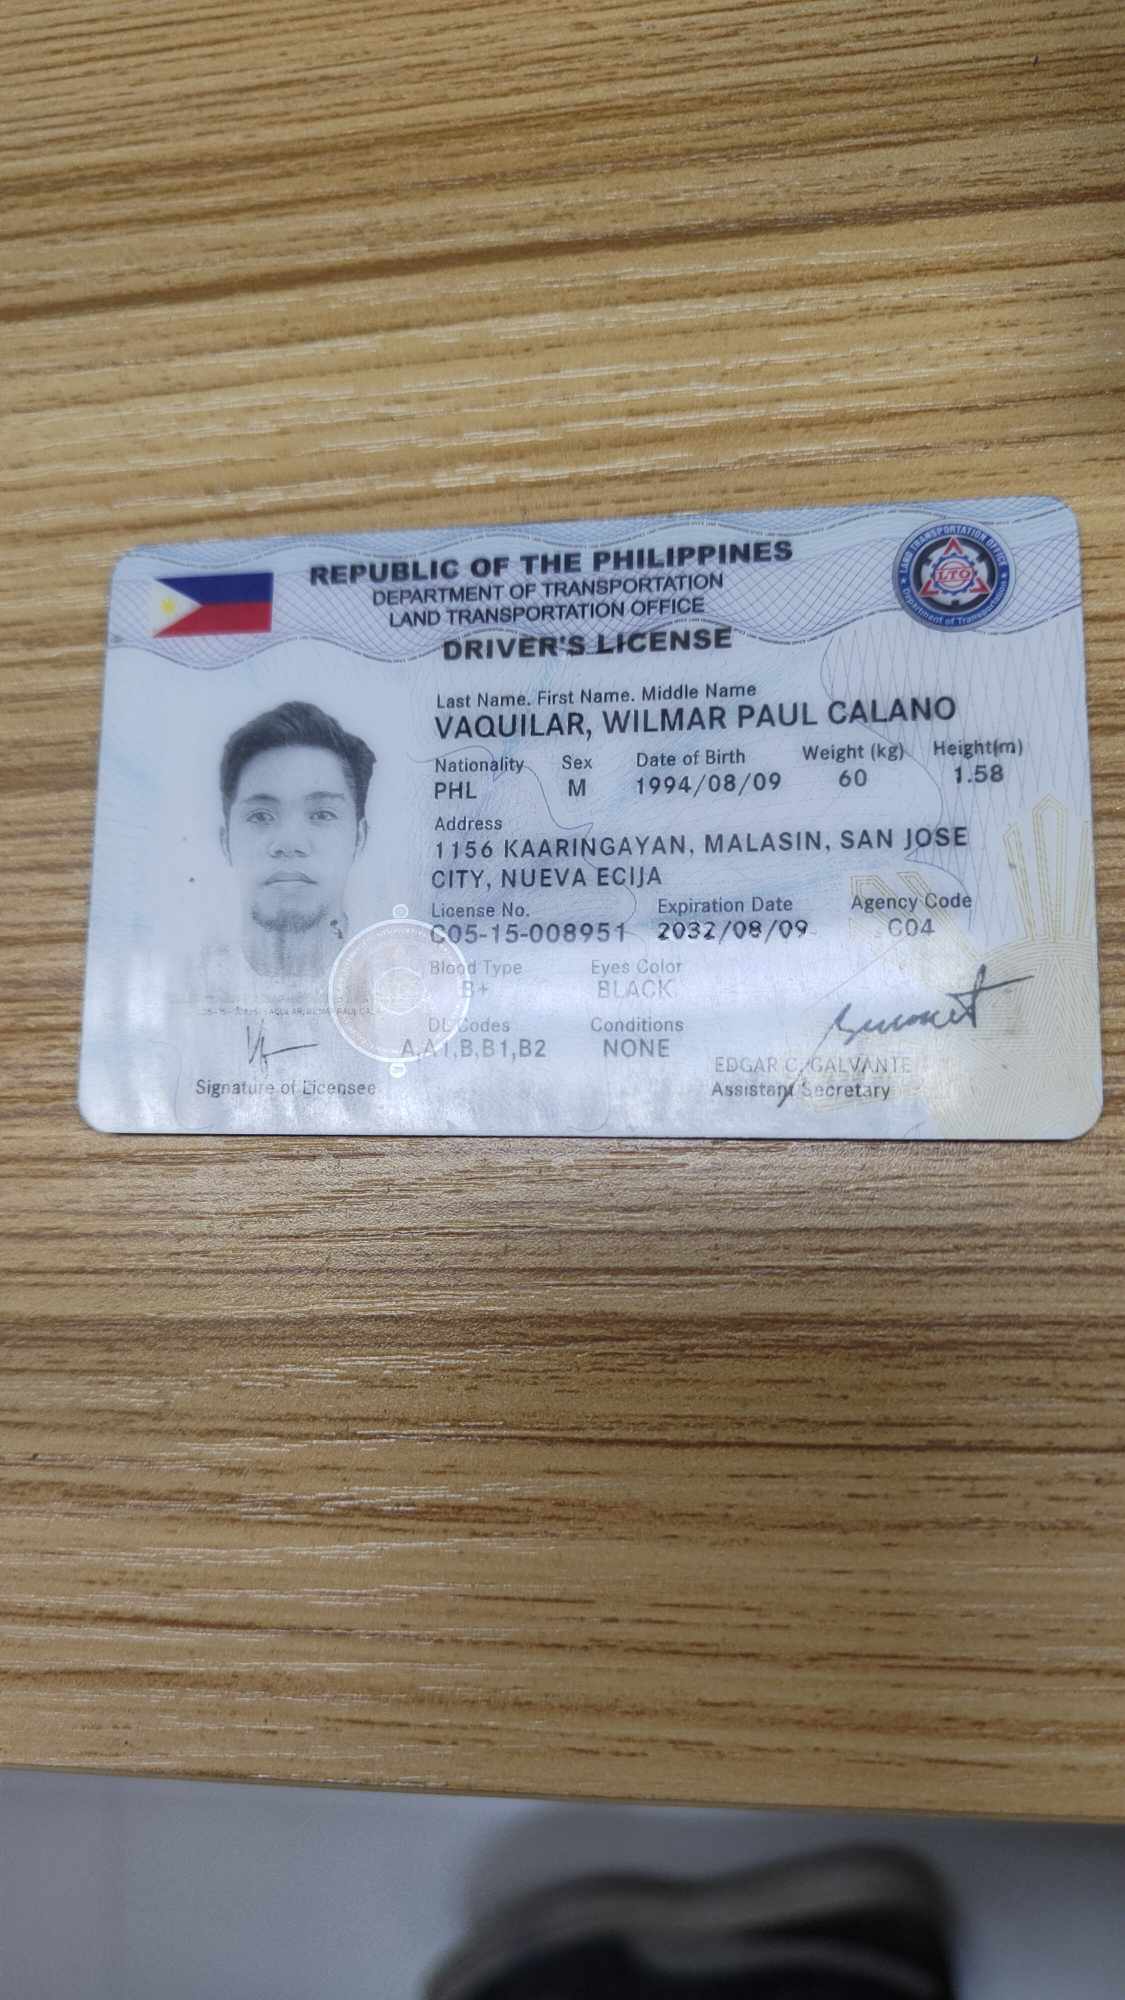 REPUBLIC OF THE PHILIPPINES
DEPARTMENT OF TRANSPORTATION
LAND TRANSPORTATION OFFICE
DRIVER'S LICENSE
LAND TRANSPORTATION OFFICE
LTO
Department of Transportation
Last Name. First Name. Middle Name
VAQUILAR, WILMAR PAUL CALANO
Nationality Sex Date of Birth Weight (kg) Height(m)
PHL M 1994/08/09 60 1.58
Address
1156 KAARINGAYAN, MALASIN, SAN JOSE
CITY, NUEVA ECIJA
License No. Expiration Date Agency Code
C05-15-008951 2032/08/09 C04
Blood Type Eyes Color
B+ BLACK
DL Codes Conditions
A,A1,B,B1,B2 NONE
EDGAR C. GALVANTE
Assistant Secretary
Signature of Licensee